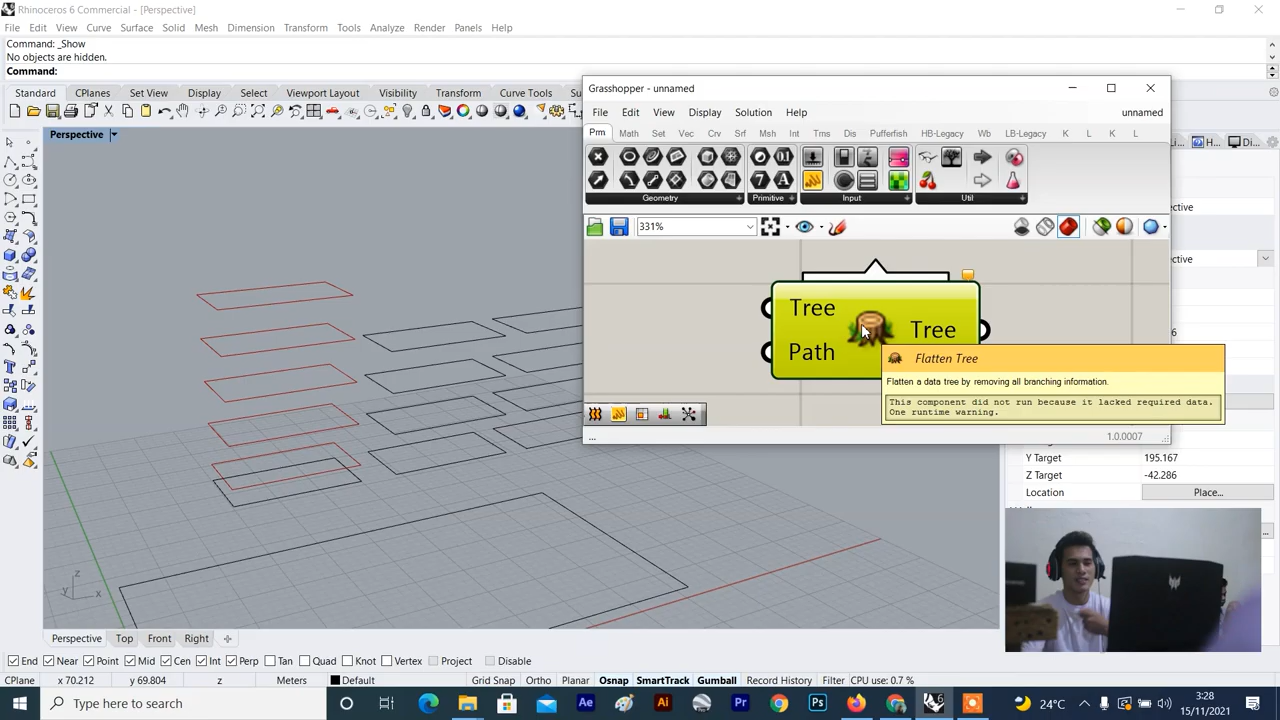 Rhinoceros 6 Commercial - [Perspective]
File Edit View Curve Surface Solid Mesh Dimension Transform Tools Analyze Render Panels Help
Command: _Show
No objects are hidden.
Command:
Standard CPlanes Set View Display Select Viewport Layout Visibility Transform Curve Tools Su
Perspective
Grasshopper - unnamed
File Edit View Display Solution Help unnamed
Prm Math Set Vec Crv Srf Msh Int Trns Dis Pufferfish HB-Legacy Wb LB-Legacy K L K L
Geometry Primitive Input Util
331%
Tree
Path
Tree
Flatten Tree
Flatten a data tree by removing all branching information.
This component did not run because it lacked required data.
One runtime warning.
...
1.0.0007
Li... H... Di...
ective
Y Target 195.167
Z Target -42.286
Location Place...
z
y x
Perspective Top Front Right
End Near Point Mid Cen Int Perp Tan Quad Knot Vertex Project Disable
CPlane x 70.212 y 69.804 z Meters Default Grid Snap Ortho Planar Osnap SmartTrack Gumball Record History Filter CPU use: 0.7 %
Type here to search
Ae Ai Pr Ps
24°C
3:28
15/11/2021